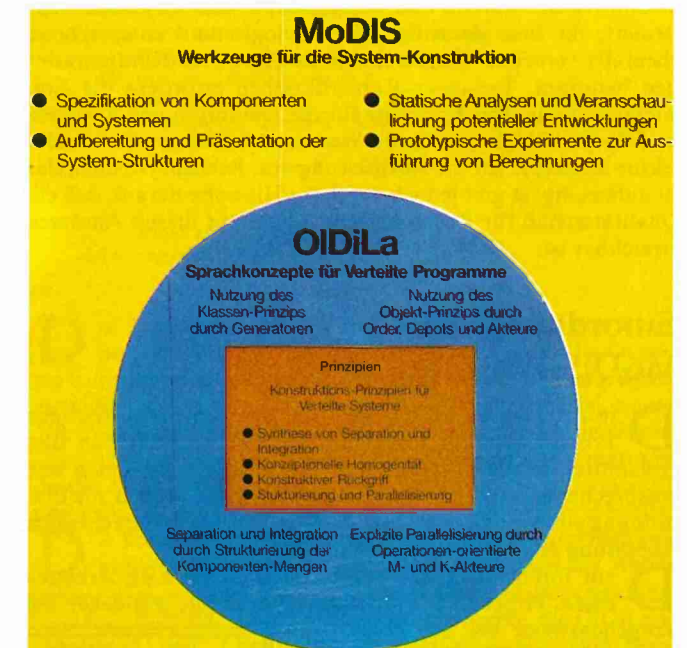 MoDIS
Werkzeuge für die System-Konstruktion
● Spezifikation von Komponenten
und Systemen
● Aufbereitung und Präsentation der
System-Strukturen
● Statische Analysen und Veranschau-
lichung potentieller Entwicklungen
● Prototypische Experimente zur Aus-
führung von Berechnungen
OlDiLa
Sprachkonzepte für Verteilte Programme
Nutzung des
Klassen-Prinzips
durch Generatoren
Nutzung des
Objekt-Prinzips durch
Order, Depots und Akteure
Prinzipien
Konstruktions-Prinzipien für
Verteilte Systeme
● Synthese von Separation und
Integration
● Konzeptionelle Homogenität
● Konstruktiver Rückgriff
● Stukturierung und Parallelisierung
Separation und Integration
durch Strukturierung der
Komponenten-Mengen
Explizite Parallelisierung durch
Operationen-orientierte
M- und K-Akteure